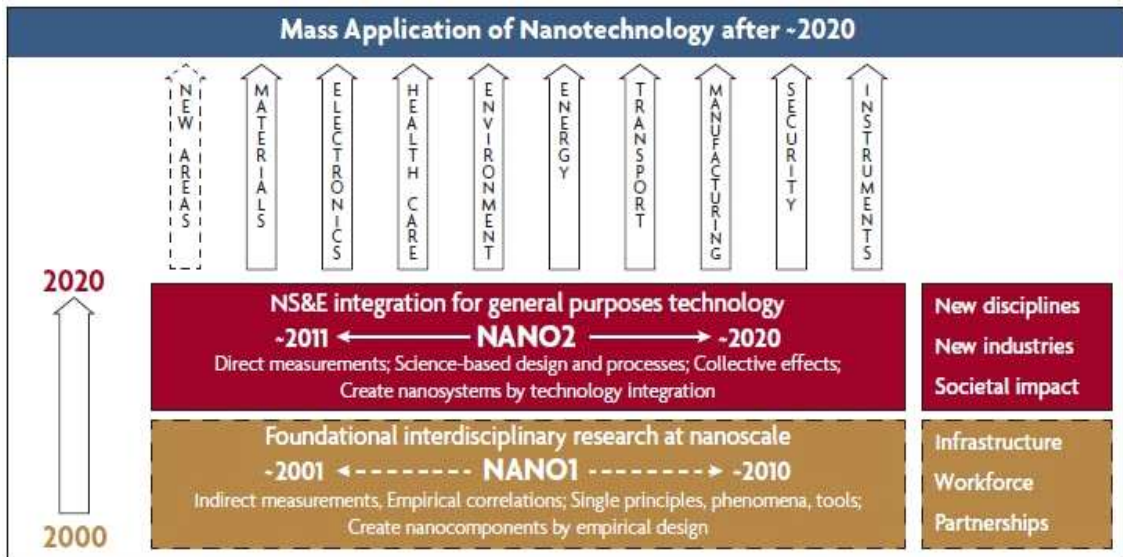 Mass Application of Nanotechnology after ~2020
NEW AREAS
MATERIALS
ELECTRONICS
HEALTH CARE
ENVIRONMENT
ENERGY
TRANSPORT
MANUFACTURING
SECURITY
INSTRUMENTS
2020
2000
NS&E integration for general purposes technology
~2011 NANO2 ~2020
Direct measurements; Science-based design and processes; Collective effects;
Create nanosystems by technology integration
New disciplines
New industries
Societal impact
Foundational interdisciplinary research at nanoscale
~2001 NANO1 ~2010
Indirect measurements, Empirical correlations; Single principles, phenomena, tools;
Create nanocomponents by empirical design
Infrastructure
Workforce
Partnerships